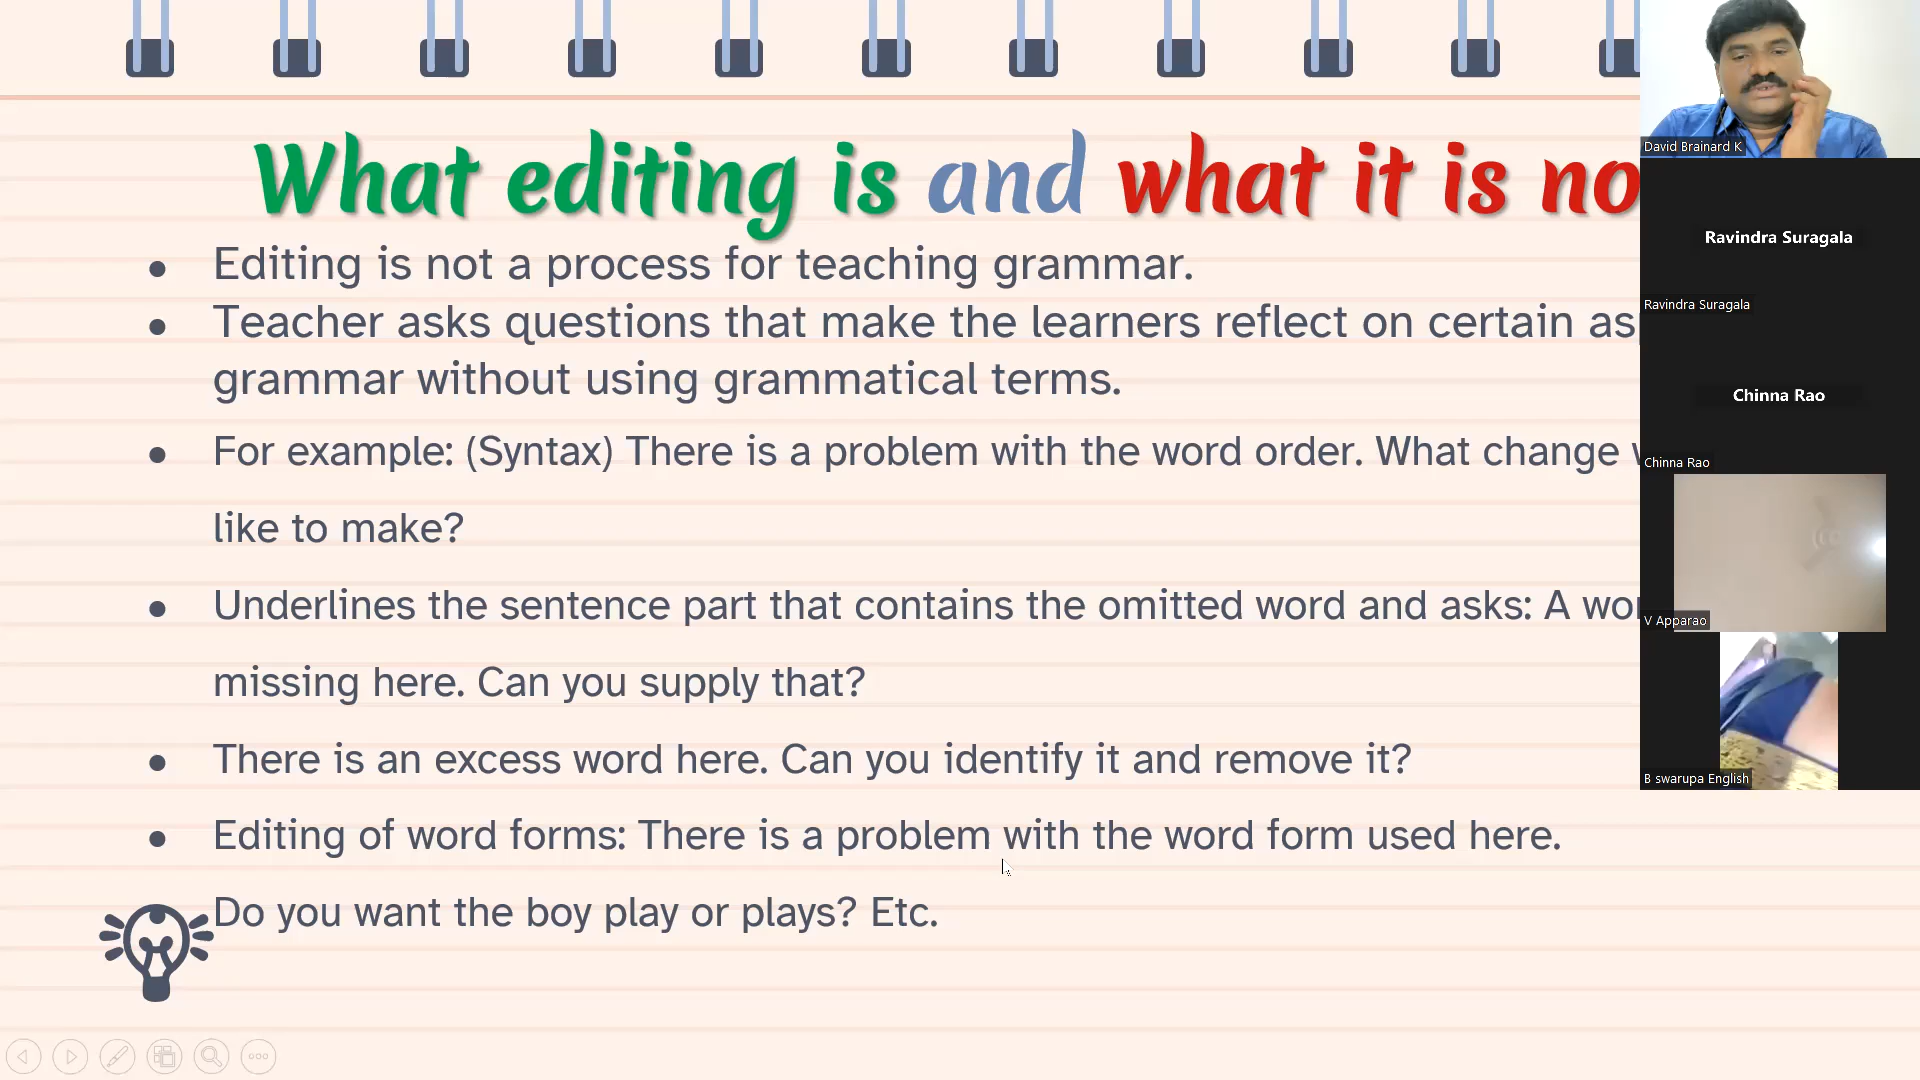 What editing is and what it is no
Editing is not a process for teaching grammar.
Teacher asks questions that make the learners reflect on certain as
grammar without using grammatical terms.
For example: (Syntax) There is a problem with the word order. What change
like to make?
Underlines the sentence part that contains the omitted word and asks: A wo
missing here. Can you supply that?
There is an excess word here. Can you identify it and remove it?
Editing of word forms: There is a problem with the word form used here.
Do you want the boy play or plays? Etc.
David Brainard K
Ravindra Suragala
Ravindra Suragala
Chinna Rao
Chinna Rao
V Apparao
B swarupa English